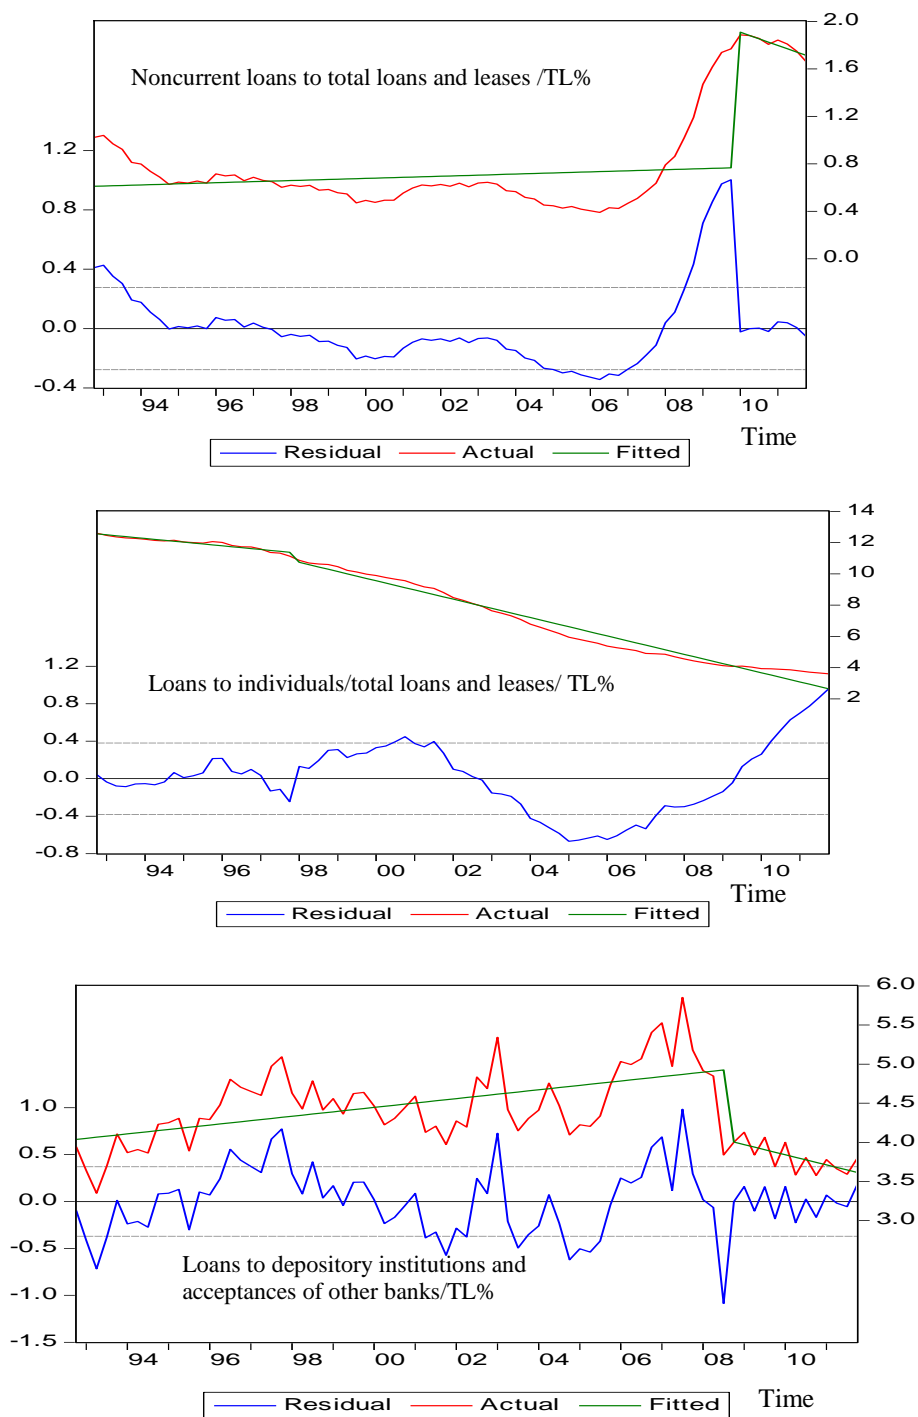 2.0
Noncurrent loans to total loans and leases /TL%
1.6
1.2
1.2
0.8
0.8
0.4
0.4
0.0
0.0
-0.4
94 96 98 00 02 04 06 08 10
Time
Residual Actual Fitted
14
12
10
8
6
1.2
4
Loans to individuals/total loans and leases/ TL%
0.8
2
0.4
0.0
-0.4
-0.8
94 96 98 00 02 04 06 08 10
Time
Residual Actual Fitted
6.0
5.5
5.0
4.5
1.0
4.0
0.5
3.5
0.0
3.0
-0.5
Loans to depository institutions and
acceptances of other banks/TL%
-1.0
-1.5
94 96 98 00 02 04 06 08 10
Time
Residual Actual Fitted